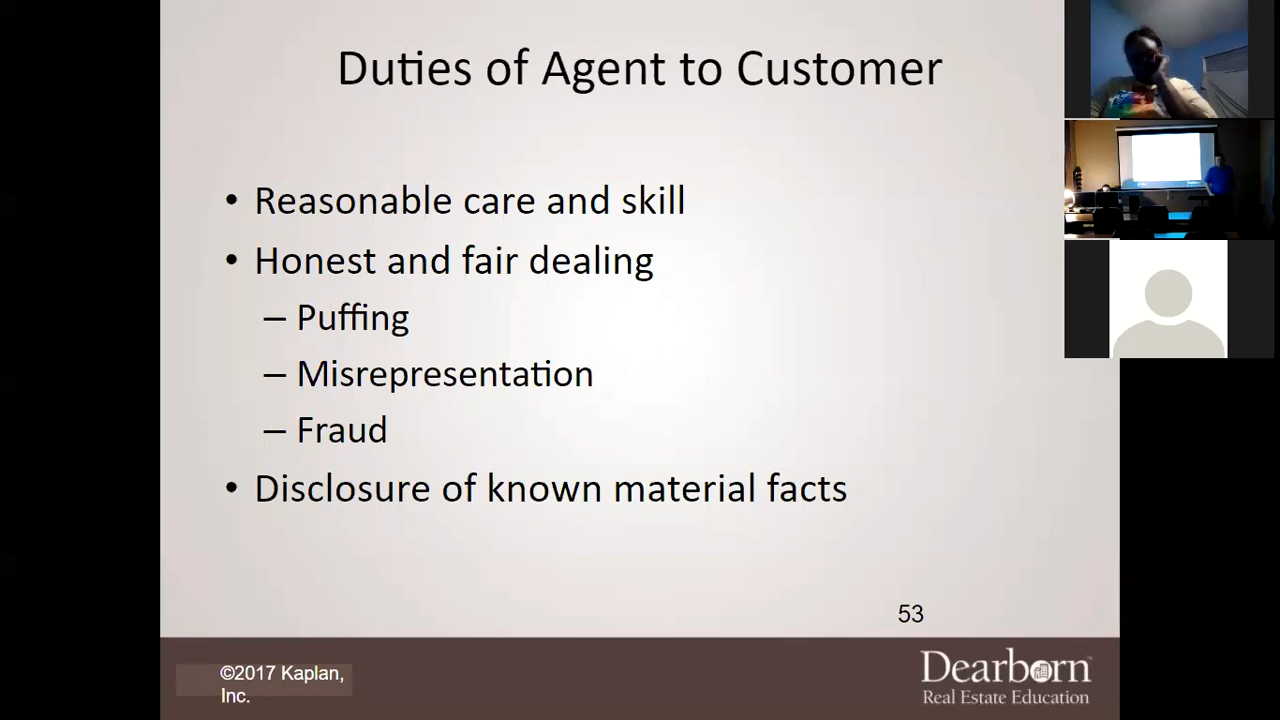 Duties of Agent to Customer
• Reasonable care and skill
• Honest and fair dealing
– Puffing
– Misrepresentation
– Fraud
• Disclosure of known material facts
53
©2017 Kaplan,
Inc.
Dearborn™
Real Estate Education